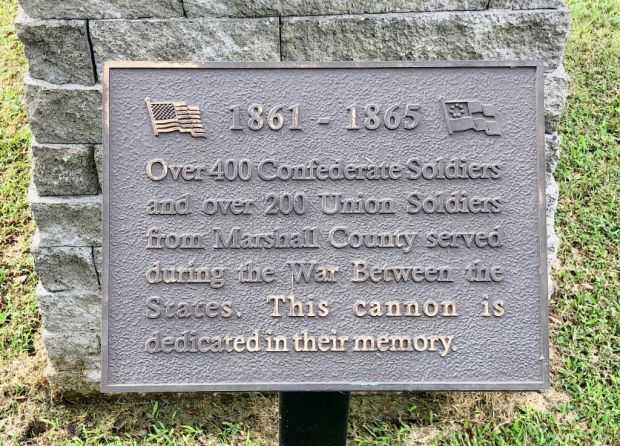 1861 - 1865
Over 400 Confederate Soldiers
and over 200 Union Soldiers
from Marshall County served
during the War Between the
States. This cannon is
dedicated in their memory.